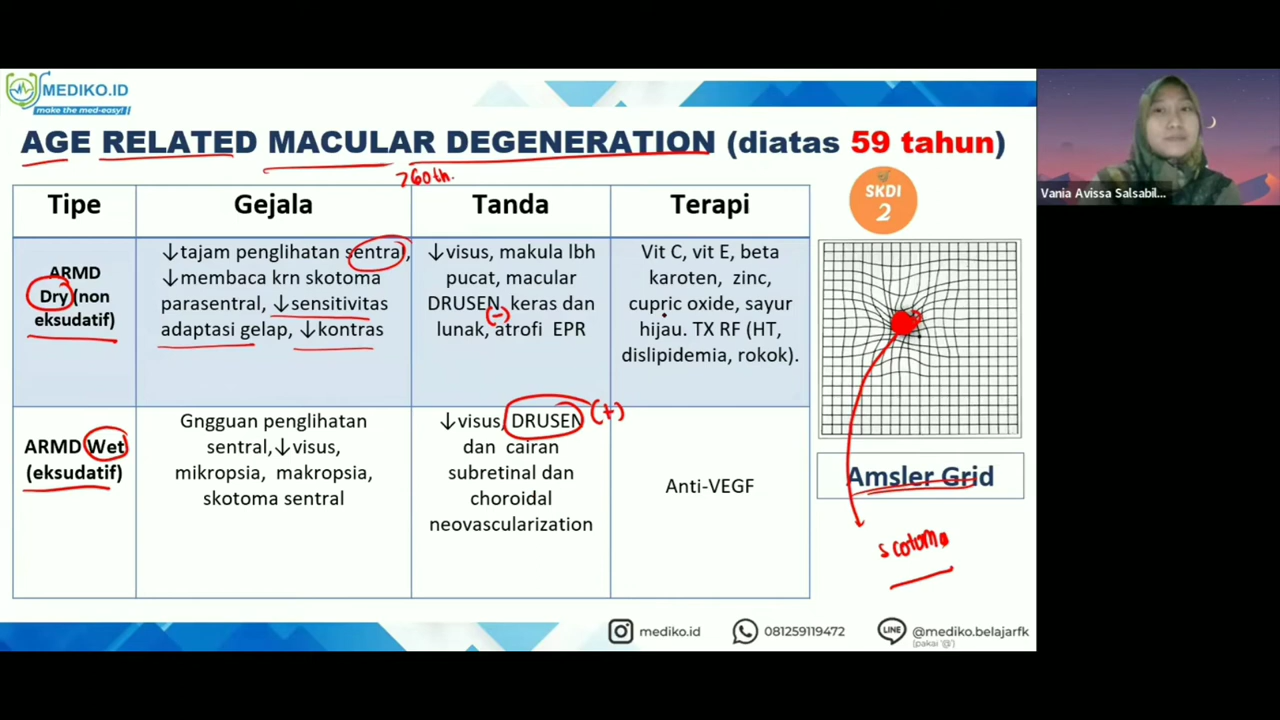 MEDIKO.ID
make the med-easy!
AGE RELATED MACULAR DEGENERATION (diatas 59 tahun)
>60th.
SKDI
2
Vania Avissa Salsabil...
Tipe
Gejala
Tanda
Terapi
ARMD
Dry (non
eksudatif)
↓tajam penglihatan sentral,
↓membaca krn skotoma
parasentral, ↓sensitivitas
adaptasi gelap, ↓kontras
↓visus, makula lbh
pucat, macular
DRUSEN, keras dan
(-)
lunak, atrofi EPR
Vit C, vit E, beta
karoten, zinc,
cupric oxide, sayur
hijau. TX RF (HT,
dislipidemia, rokok).
ARMD Wet
(eksudatif)
Gngguan penglihatan
sentral,↓visus,
mikropsia, makropsia,
skotoma sentral
↓visus, DRUSEN (+)
dan cairan
subretinal dan
choroidal
neovascularization
Anti-VEGF
Amsler Grid
scotoma
mediko.id
081259119472
LINE
@mediko.belajarfk
(pakai '@')